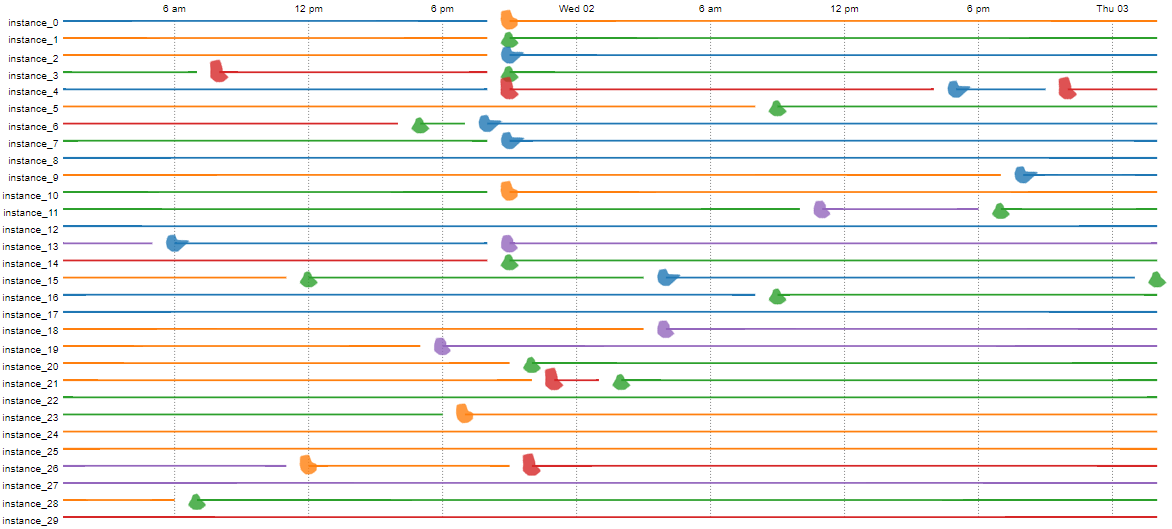 6 am 12 pm 6 pm Wed 02 6 am 12 pm 6 pm Thu 03
instance_0
instance_1
instance_2
instance_3
instance_4
instance_5
instance_6
instance_7
instance_8
instance_9
instance_10
instance_11
instance_12
instance_13
instance_14
instance_15
instance_16
instance_17
instance_18
instance_19
instance_20
instance_21
instance_22
instance_23
instance_24
instance_25
instance_26
instance_27
instance_28
instance_29